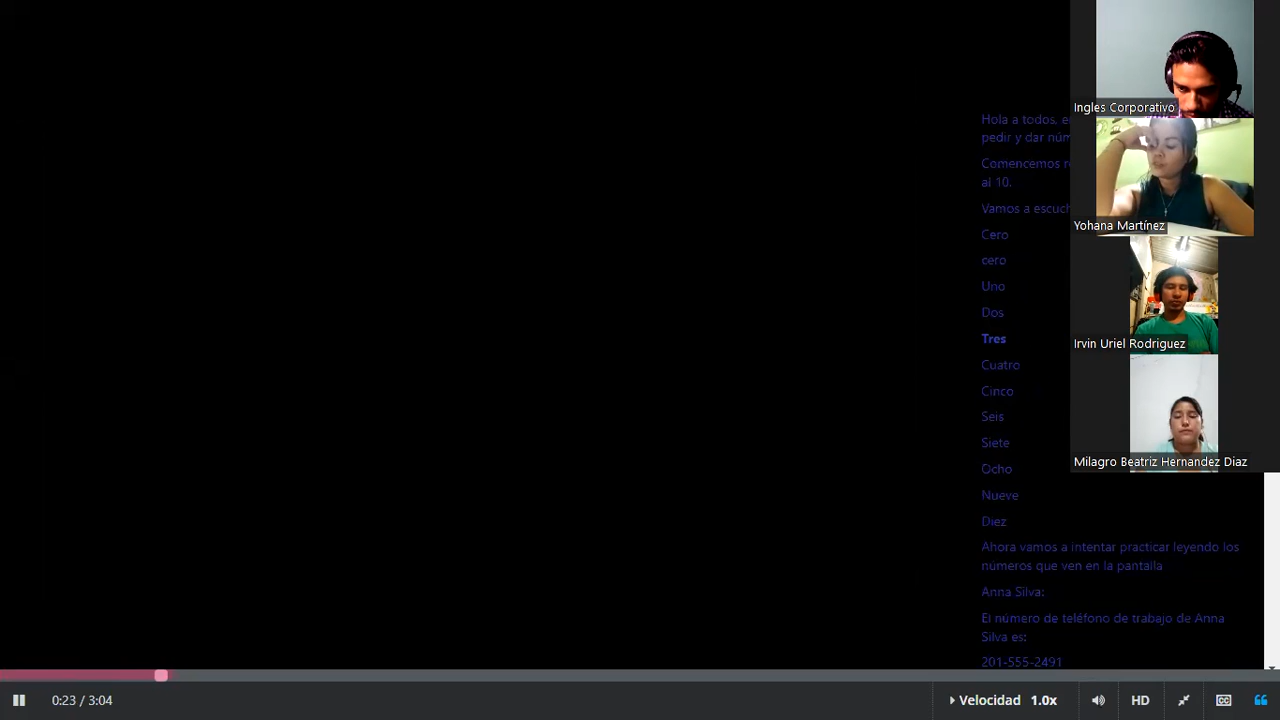 Hola a todos, e
pedir y dar núm
Comencemos r
al 10.
Vamos a escuch
Cero
cero
Uno
Dos
Tres
Cuatro
Cinco
Seis
Siete
Ocho
Nueve
Diez
Ahora vamos a intentar practicar leyendo los
números que ven en la pantalla
Anna Silva:
El número de teléfono de trabajo de Anna
Silva es:
201-555-2491
Ingles Corporativo
Yohana Martínez
Irvin Uriel Rodriguez
Milagro Beatriz Hernandez Diaz
0:23 / 3:04
Velocidad 1.0x
HD
CC